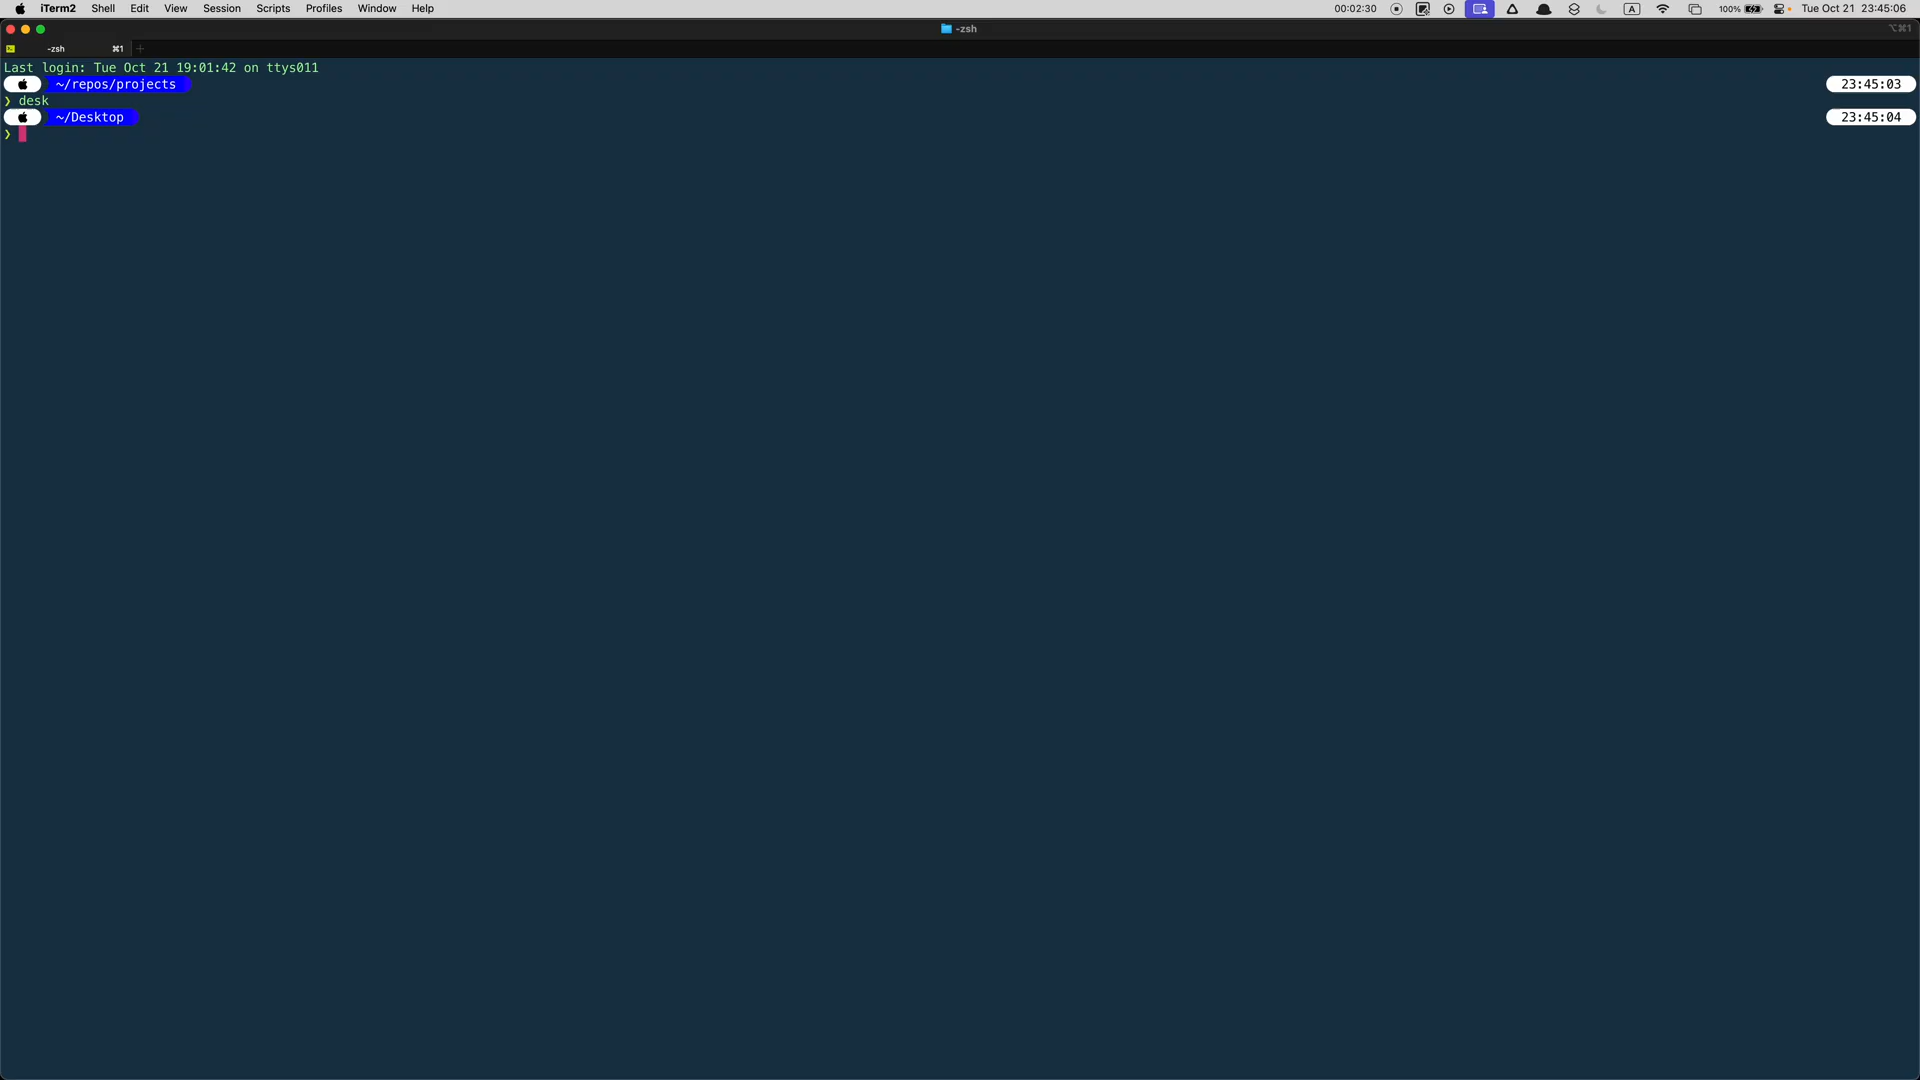 iTerm2 Shell Edit View Session Scripts Profiles Window Help 00:02:30 A 100% Tue Oct 21 23:45:06
-zsh ⌥⌘1
-zsh ⌘1 +
Last login: Tue Oct 21 19:01:42 on ttys011
~/repos/projects 23:45:03
❯ desk
~/Desktop 23:45:04
❯